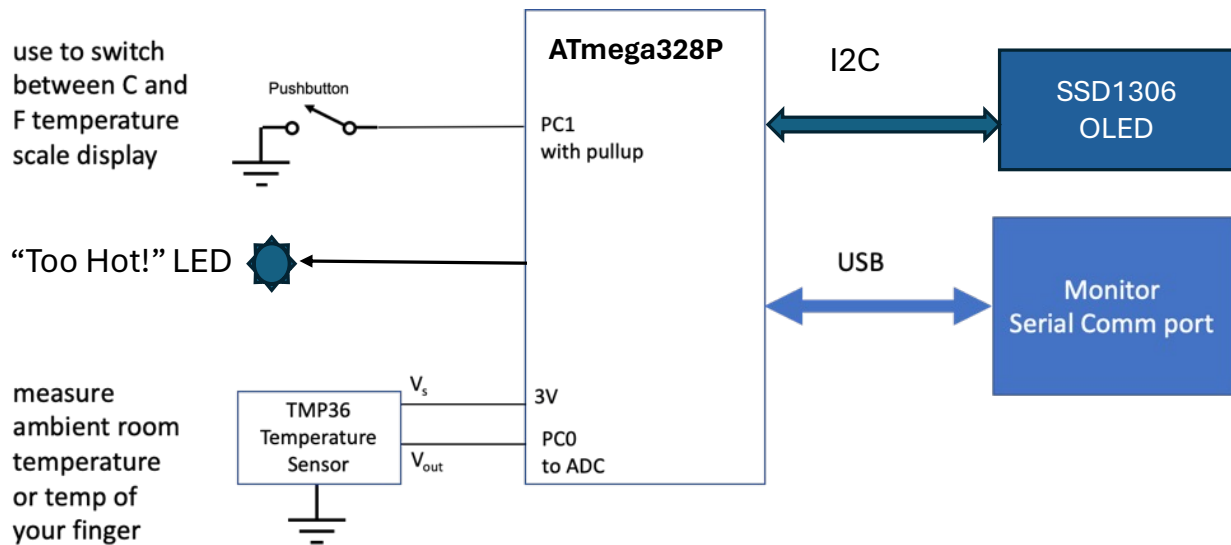 use to switch
between C and
F temperature
scale display
Pushbutton
ATmega328P
PC1
with pullup
I2C
SSD1306
OLED
“Too Hot!” LED
USB
Monitor
Serial Comm port
measure
ambient room
temperature
or temp of
your finger
TMP36
Temperature
Sensor
Vs
Vout
3V
PC0
to ADC